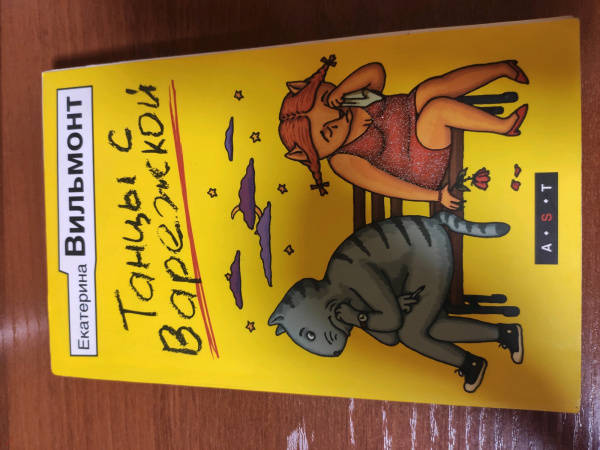 Екатерина Вильмонт
Танцы с
Варежкой
A • S • T